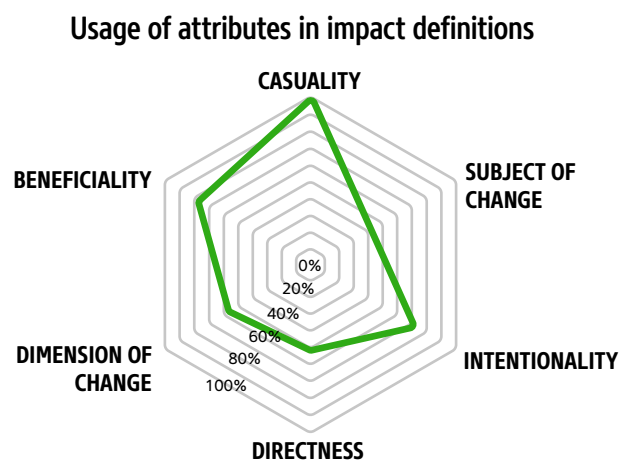 Usage of attributes in impact definitions
CASUALITY
BENEFICIALITY
SUBJECT OF
CHANGE
0%
20%
40%
60%
80%
100%
DIMENSION OF
CHANGE
INTENTIONALITY
DIRECTNESS